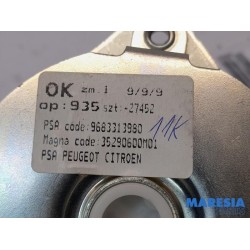 OK zm.i 9/9/9
op:935 szt:-27452
PSA code:9683313980
11K
Magna code:35290600M01
PSA PEUGEOT CITROEN
MARESIA